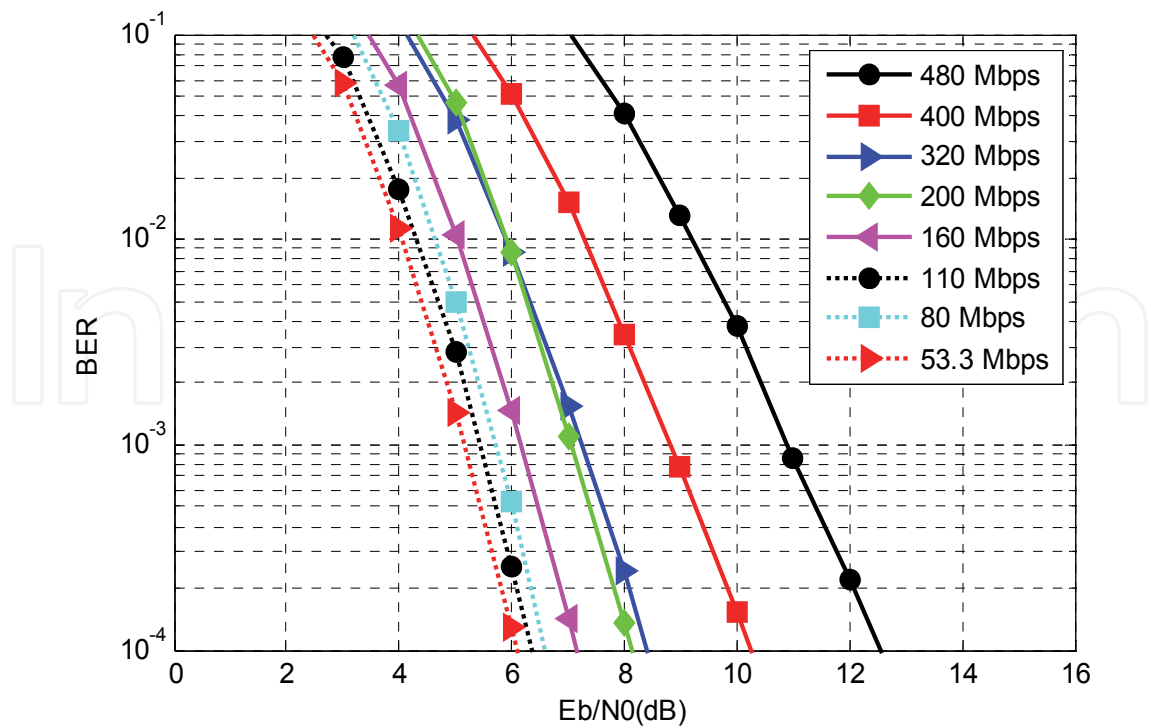 10^-1
10^-2
10^-3
10^-4
BER
0 2 4 6 8 10 12 14 16
Eb/N0(dB)
480 Mbps
400 Mbps
320 Mbps
200 Mbps
160 Mbps
110 Mbps
80 Mbps
53.3 Mbps